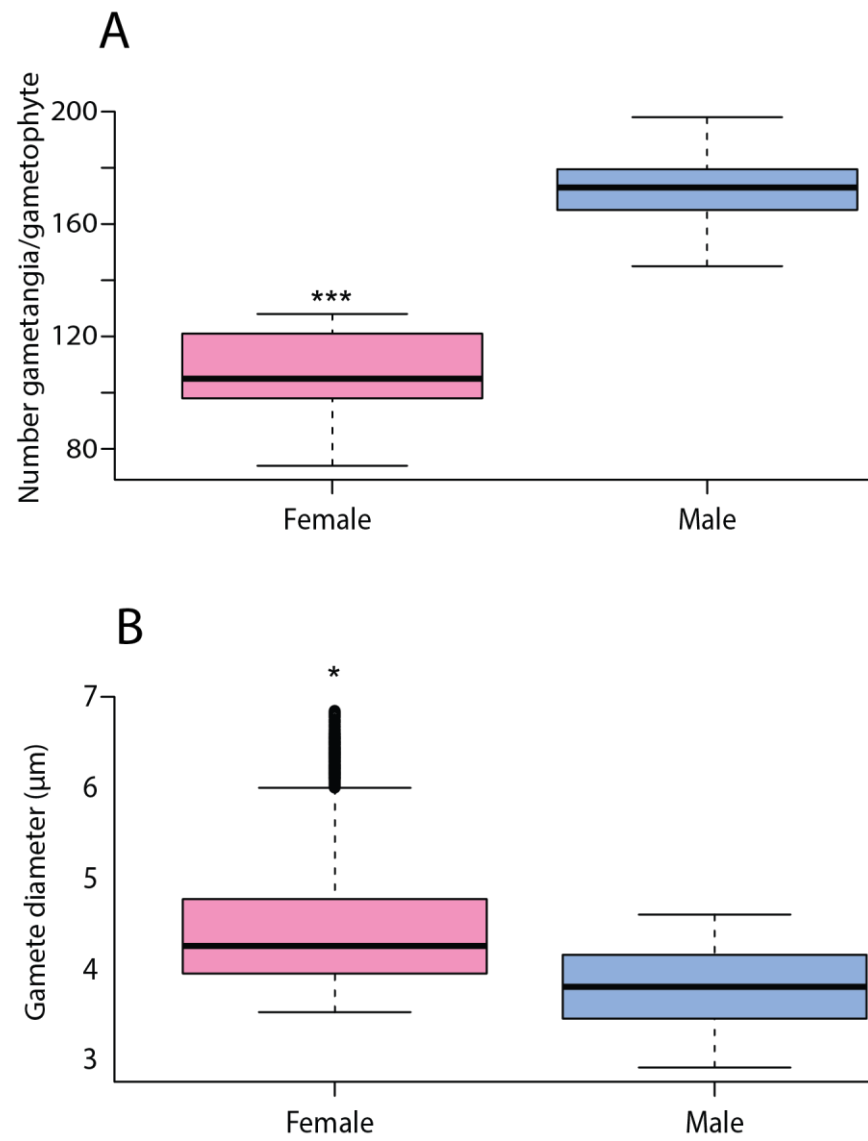 A
Number gametangia/gametophyte
200
160
120
80
***
Female
Male
B
Gamete diameter (µm)
7
6
5
4
3
*
Female
Male